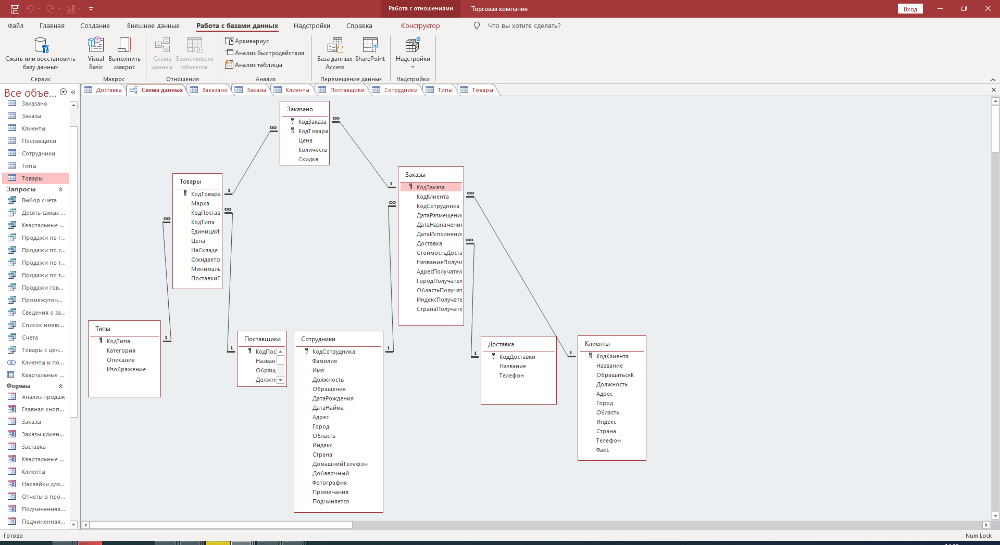 Работа с отношениями
Торговая компания
Вход
Файл
Главная
Создание
Внешние данные
Работа с базами данных
Надстройки
Справка
Конструктор
Что вы хотите сделать?
Сжать или восстановить
базу данных
Visual
Basic
Выполнить
макрос
Схема
данных
Зависимости
объектов
Архивариус
Анализ быстродействия
Анализ таблицы
База данных
Access
SharePoint
Надстройки
Сервис
Макрос
Отношения
Анализ
Перемещение данных
Надстройки
Все объе...
Доставка
Схема данных
Заказано
Заказы
Клиенты
Поставщики
Сотрудники
Типы
Товары
Заказано
Заказы
Клиенты
Поставщики
Сотрудники
Типы
Товары
Запросы
Выбор счета
Десять самых ...
Квартальные ...
Продажи по г...
Продажи по с...
Продажи по т...
Продажи по т...
Продажи тов...
Промежуточ...
Сведения о за...
Список имею...
Счета
Товары с цен...
Клиенты и по...
Квартальные ...
Формы
Анализ продаж
Главная кноп...
Заказы
Заказы клиен...
Заставка
Квартальные ...
Клиенты
Наклейки для...
Отчеты о про...
Подчиненная...
Подчиненная...
Заказано
КодЗаказа
КодТовара
Цена
Количеств
Скидка
Товары
КодТовара
Марка
КодПостав
КодТипа
ЕдиницаИз
Цена
НаСкладе
Ожидается
Минималь
ПоставкиП
Заказы
КодЗаказа
КодКлиента
КодСотрудника
ДатаРазмещени
ДатаНазначения
ДатаИсполнени
Доставка
СтоимостьДоста
НазваниеПолуча
АдресПолучател
ГородПолучател
ОбластьПолучат
ИндексПолучате
СтранаПолучате
Типы
КодТипа
Категория
Описание
Изображение
Поставщики
КодПос
Назван
Обращ
Должн
Сотрудники
КодСотрудника
Фамилия
Имя
Должность
Обращение
ДатаРождения
ДатаНайма
Адрес
Город
Область
Индекс
Страна
ДомашнийТелефон
Добавочный
Фотография
Примечания
Подчиняется
Доставка
КодДоставки
Название
Телефон
Клиенты
КодКлиента
Название
ОбращатьсяК
Должность
Адрес
Город
Область
Индекс
Страна
Телефон
Факс
1
∞
1
∞
1
∞
1
∞
1
∞
1
∞
1
∞
Готово
Num Lock